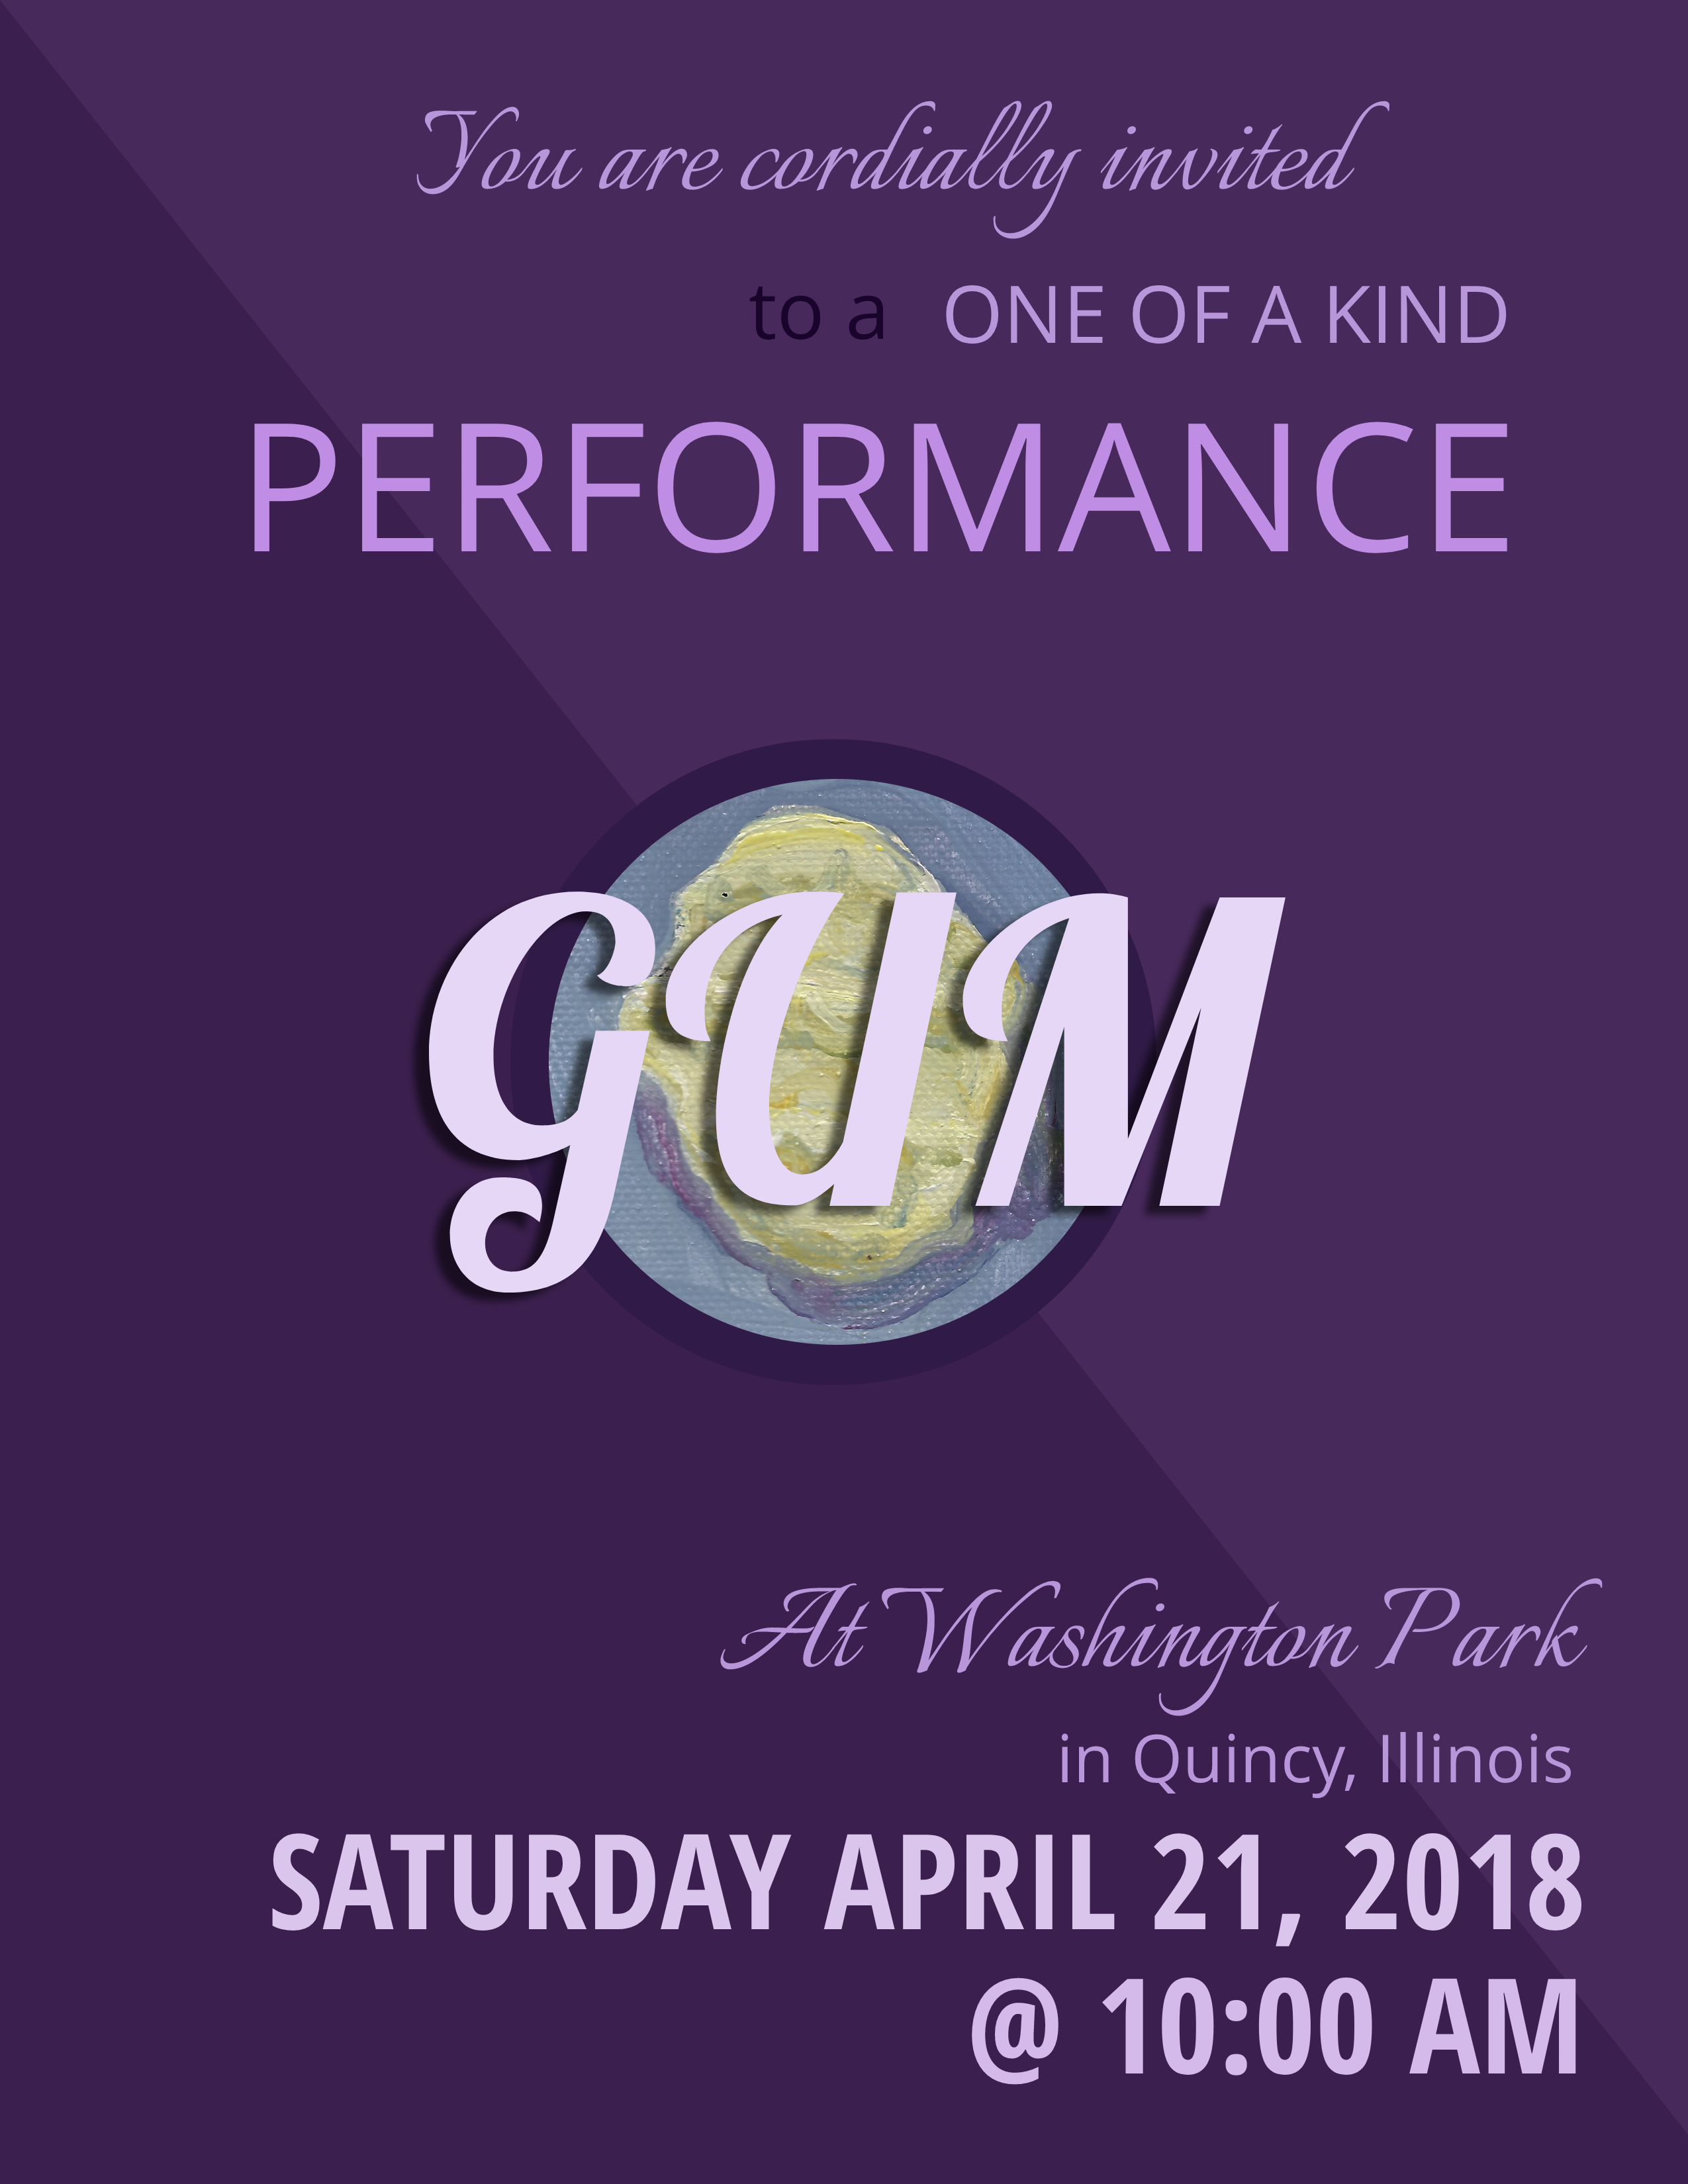 You are cordially invited
to a ONE OF A KIND
PERFORMANCE
GUM
At Washington Park
in Quincy, Illinois
SATURDAY APRIL 21, 2018
@ 10:00 AM